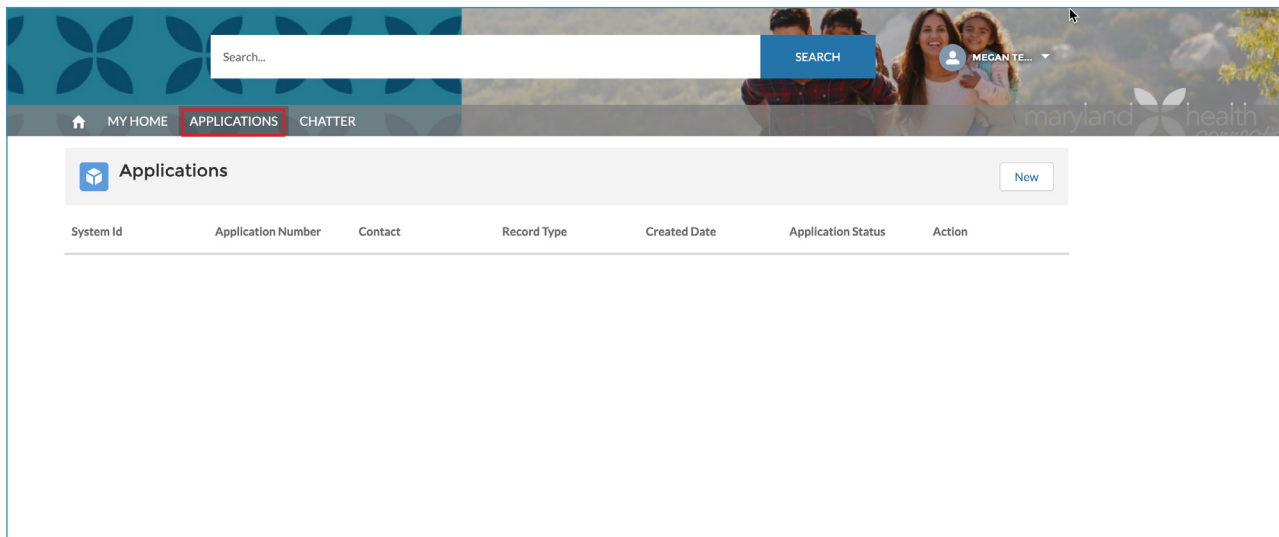 Search...
SEARCH
MEGAN TE...
MY HOME APPLICATIONS CHATTER
maryland health
connect
Applications
New
System Id Application Number Contact Record Type Created Date Application Status Action